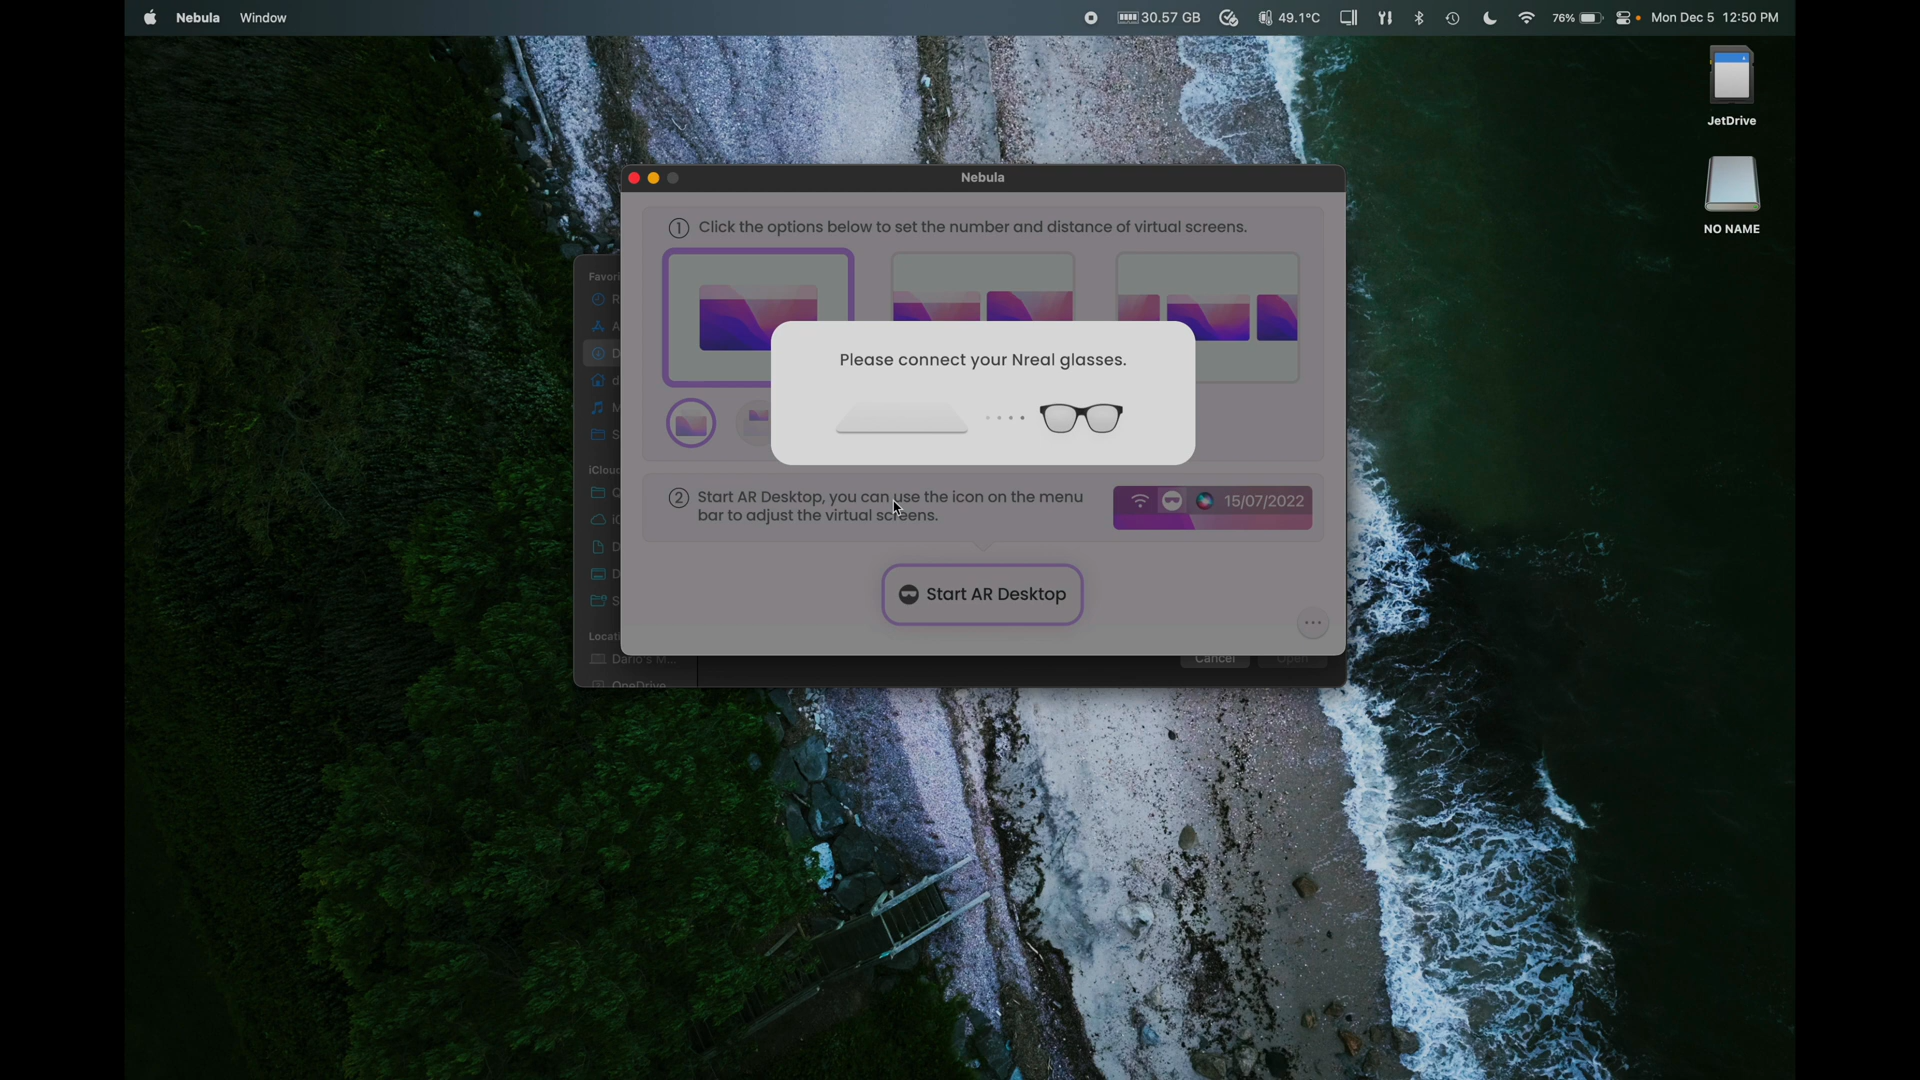 Nebula Window 30.57 GB 49.1°C 76% Mon Dec 5 12:50 PM
JetDrive
NO NAME
Nebula
1 Click the options below to set the number and distance of virtual screens.
Please connect your Nreal glasses.
2 Start AR Desktop, you can use the icon on the menu
bar to adjust the virtual screens.
15/07/2022
Start AR Desktop
Dario's M...
OneDrive
Cancel Open